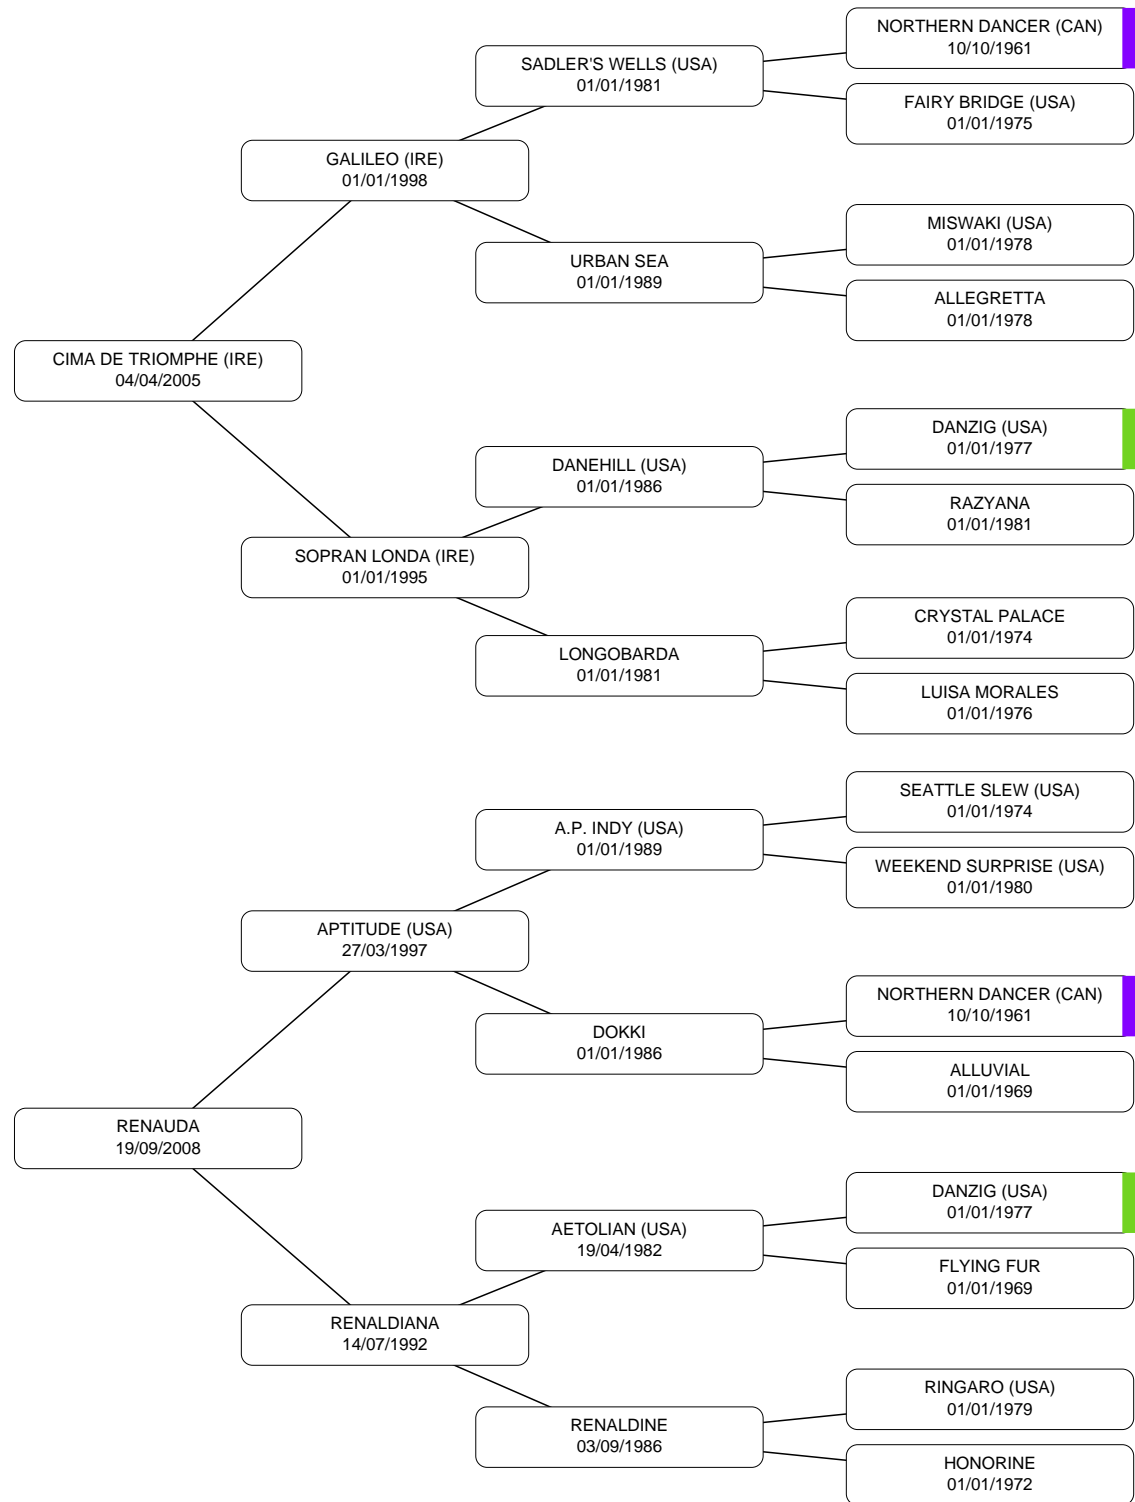 NORTHERN DANCER (CAN)
10/10/1961
SADLER'S WELLS (USA)
01/01/1981
FAIRY BRIDGE (USA)
01/01/1975
GALILEO (IRE)
01/01/1998
MISWAKI (USA)
01/01/1978
URBAN SEA
01/01/1989
ALLEGRETTA
01/01/1978
CIMA DE TRIOMPHE (IRE)
04/04/2005
DANZIG (USA)
01/01/1977
DANEHILL (USA)
01/01/1986
RAZYANA
01/01/1981
SOPRAN LONDA (IRE)
01/01/1995
CRYSTAL PALACE
01/01/1974
LONGOBARDA
01/01/1981
LUISA MORALES
01/01/1976
SEATTLE SLEW (USA)
01/01/1974
A.P. INDY (USA)
01/01/1989
WEEKEND SURPRISE (USA)
01/01/1980
APTITUDE (USA)
27/03/1997
NORTHERN DANCER (CAN)
10/10/1961
DOKKI
01/01/1986
ALLUVIAL
01/01/1969
RENAUDA
19/09/2008
DANZIG (USA)
01/01/1977
AETOLIAN (USA)
19/04/1982
FLYING FUR
01/01/1969
RENALDIANA
14/07/1992
RINGARO (USA)
01/01/1979
RENALDINE
03/09/1986
HONORINE
01/01/1972